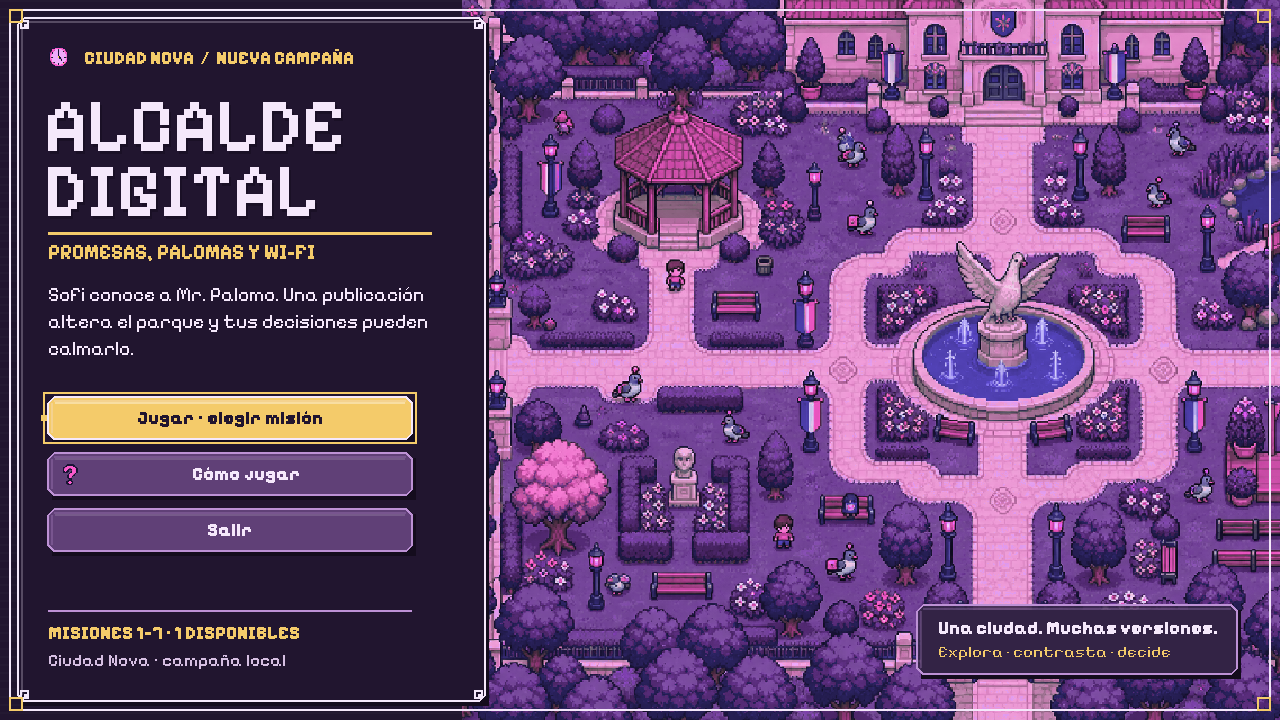 CIUDAD NOVA / NUEVA CAMPAÑA
ALCALDE
DIGITAL
PROMESAS, PALOMAS Y WI-FI
Sofi conoce a Mr. Palomo. Una publicación
altera el parque y tus decisiones pueden
calmarlo.
Jugar · elegir misión
? Cómo jugar
Salir
MISIONES 1-7 · 1 DISPONIBLES
Ciudad Nova · campaña local
Una ciudad. Muchas versiones.
Explora · contrasta · decide